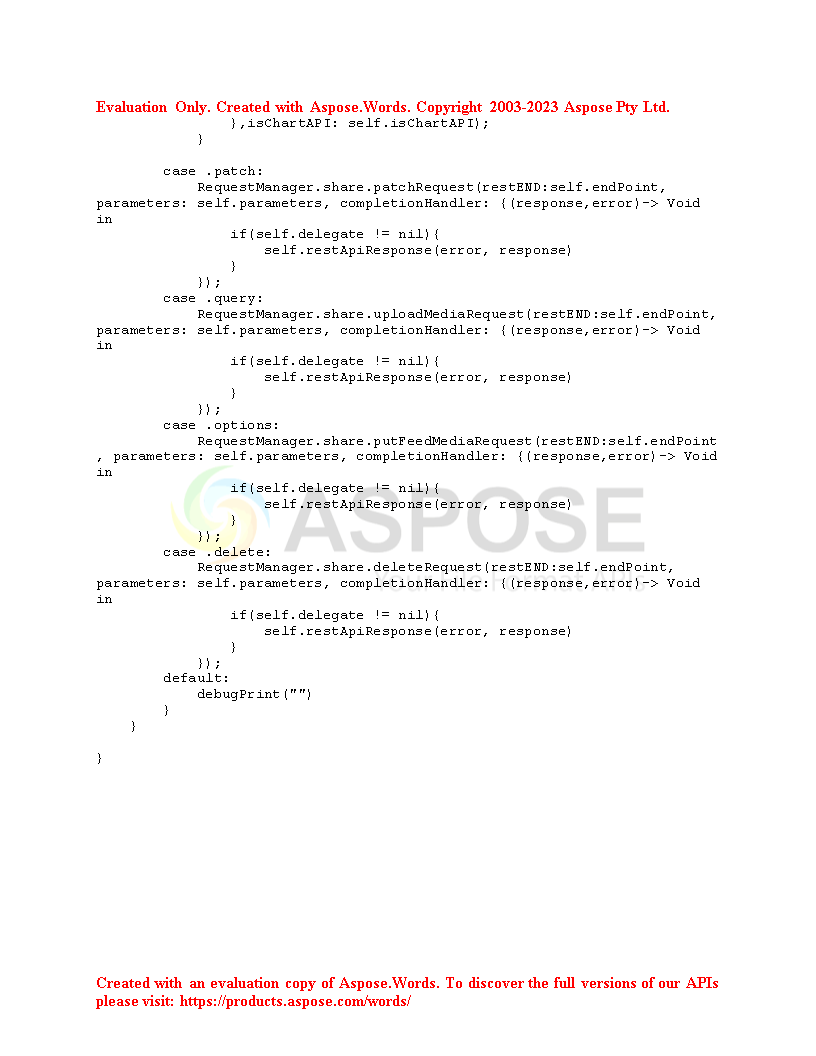 Evaluation Only. Created with Aspose.Words. Copyright 2003-2023 Aspose Pty Ltd.
                },isChartAPI: self.isChartAPI);
            }

        case .patch:
            RequestManager.share.patchRequest(restEND:self.endPoint,
parameters: self.parameters, completionHandler: {(response,error)-> Void
in
                if(self.delegate != nil){
                    self.restApiResponse(error, response)
                }
            });
        case .query:
            RequestManager.share.uploadMediaRequest(restEND:self.endPoint,
parameters: self.parameters, completionHandler: {(response,error)-> Void
in
                if(self.delegate != nil){
                    self.restApiResponse(error, response)
                }
            });
        case .options:
            RequestManager.share.putFeedMediaRequest(restEND:self.endPoint
, parameters: self.parameters, completionHandler: {(response,error)-> Void
in
                if(self.delegate != nil){
                    self.restApiResponse(error, response)
                }
            });
ASPOSE
        case .delete:
            RequestManager.share.deleteRequest(restEND:self.endPoint,
parameters: self.parameters, completionHandler: {(response,error)-> Void
in
                if(self.delegate != nil){
                    self.restApiResponse(error, response)
                }
            });
        default:
            debugPrint("")
        }
    }

}
Created with an evaluation copy of Aspose.Words. To discover the full versions of our APIs
please visit: https://products.aspose.com/words/